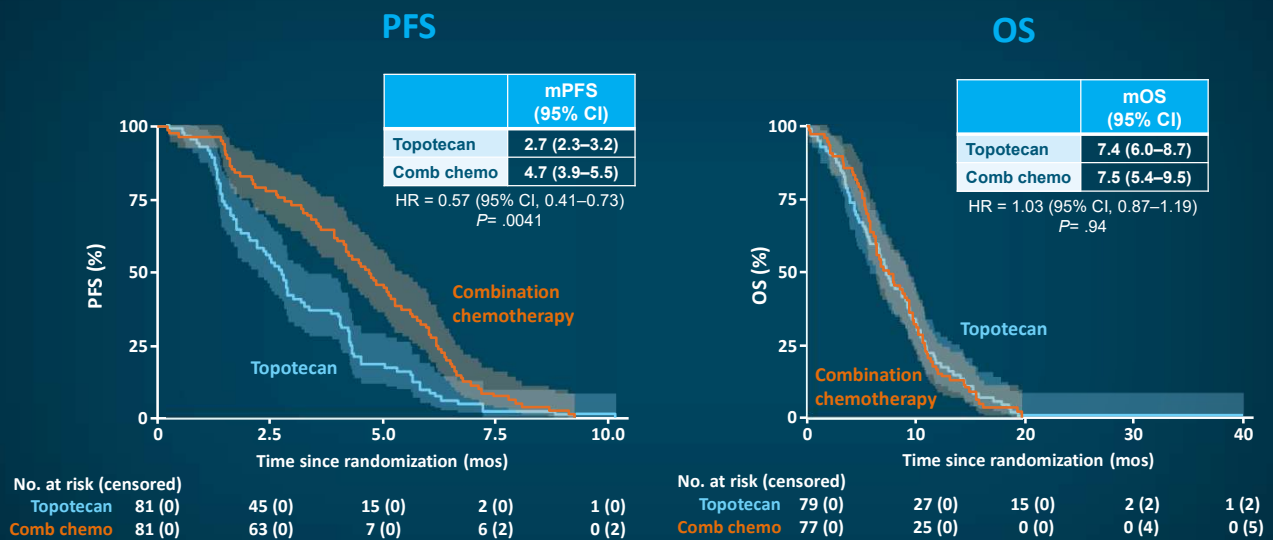 PFS
mPFS
(95% CI)
Topotecan 2.7 (2.3–3.2)
Comb chemo 4.7 (3.9–5.5)
HR = 0.57 (95% CI, 0.41–0.73)
P= .0041
100
75
50
25
0
PFS (%)
Combination
chemotherapy
Topotecan
0 2.5 5.0 7.5 10.0
Time since randomization (mos)
No. at risk (censored)
Topotecan 81 (0) 45 (0) 15 (0) 2 (0) 1 (0)
Comb chemo 81 (0) 63 (0) 7 (0) 6 (2) 0 (2)
OS
mOS
(95% CI)
Topotecan 7.4 (6.0–8.7)
Comb chemo 7.5 (5.4–9.5)
HR = 1.03 (95% CI, 0.87–1.19)
P= .94
100
75
50
25
0
OS (%)
Topotecan
Combination
chemotherapy
0 10 20 30 40
Time since randomization (mos)
No. at risk (censored)
Topotecan 79 (0) 27 (0) 15 (0) 2 (2) 1 (2)
Comb chemo 77 (0) 25 (0) 0 (0) 0 (4) 0 (5)